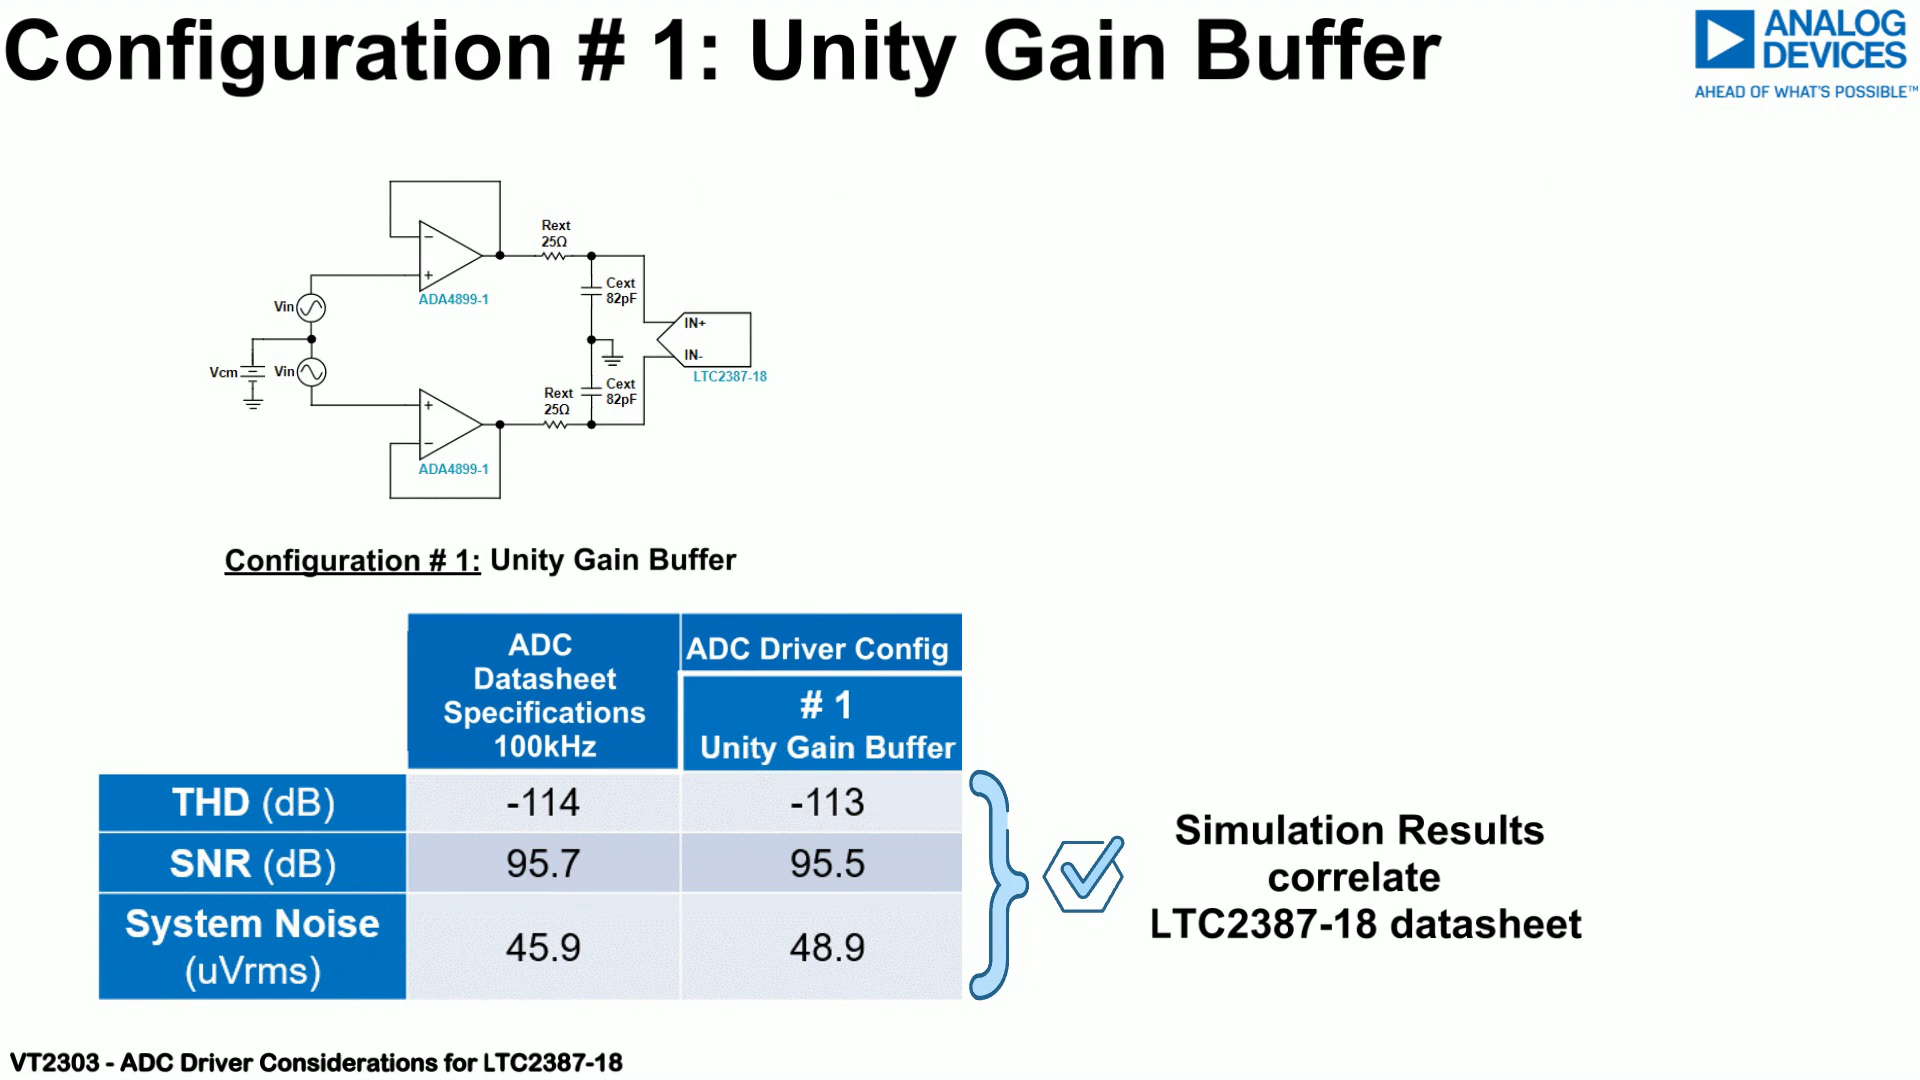 Configuration # 1: Unity Gain Buffer
ANALOG
DEVICES
AHEAD OF WHAT'S POSSIBLE™
Rext
25Ω
−
+
ADA4899-1
Cext
82pF
Vin
IN+
IN-
LTC2387-18
Vcm
Vin
Rext
25Ω
Cext
82pF
+
−
ADA4899-1
Configuration # 1: Unity Gain Buffer
ADC
Datasheet
Specifications
100kHz
ADC Driver Config
# 1
Unity Gain Buffer
THD (dB) -114 -113
SNR (dB) 95.7 95.5
System Noise
(uVrms) 45.9 48.9
Simulation Results
correlate
LTC2387-18 datasheet
VT2303 - ADC Driver Considerations for LTC2387-18